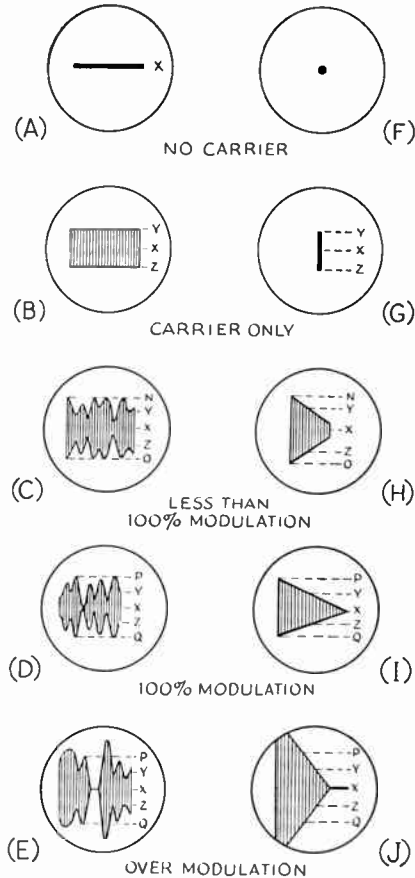 X
(A) (F)
NO CARRIER
Y Y
X X
Z Z
(B) (G)
CARRIER ONLY
N N
Y Y
X X
Z Z
O O
(C) (H)
LESS THAN
100% MODULATION
P P
Y Y
X X
Z Z
Q Q
(D) (I)
100% MODULATION
P P
Y Y
X X
Z Z
Q Q
(E) (J)
OVER MODULATION